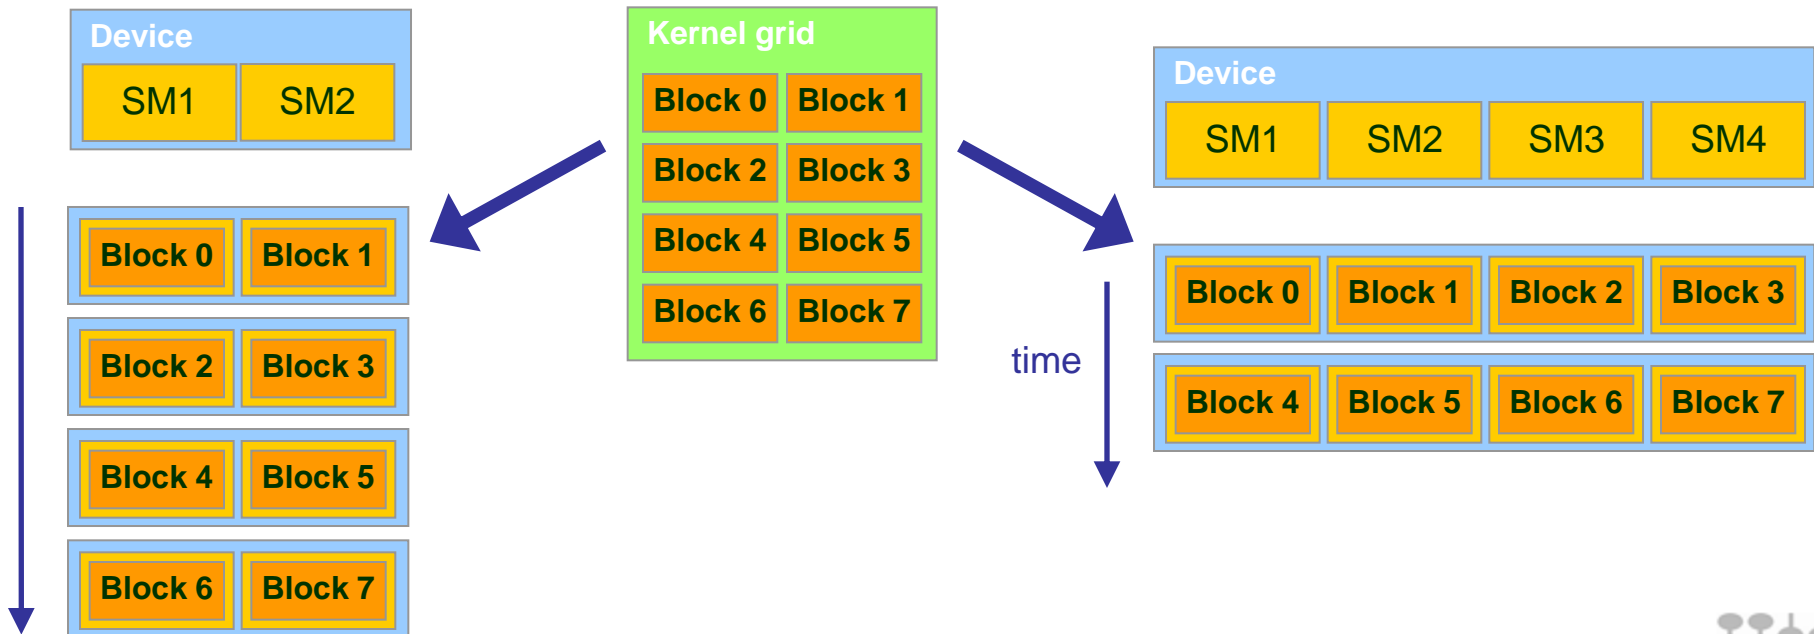 Device
SM1 SM2
Block 0 Block 1
Block 2 Block 3
Block 4 Block 5
Block 6 Block 7
Kernel grid
Block 0 Block 1
Block 2 Block 3
Block 4 Block 5
Block 6 Block 7
Device
SM1 SM2 SM3 SM4
time
Block 0 Block 1 Block 2 Block 3
Block 4 Block 5 Block 6 Block 7